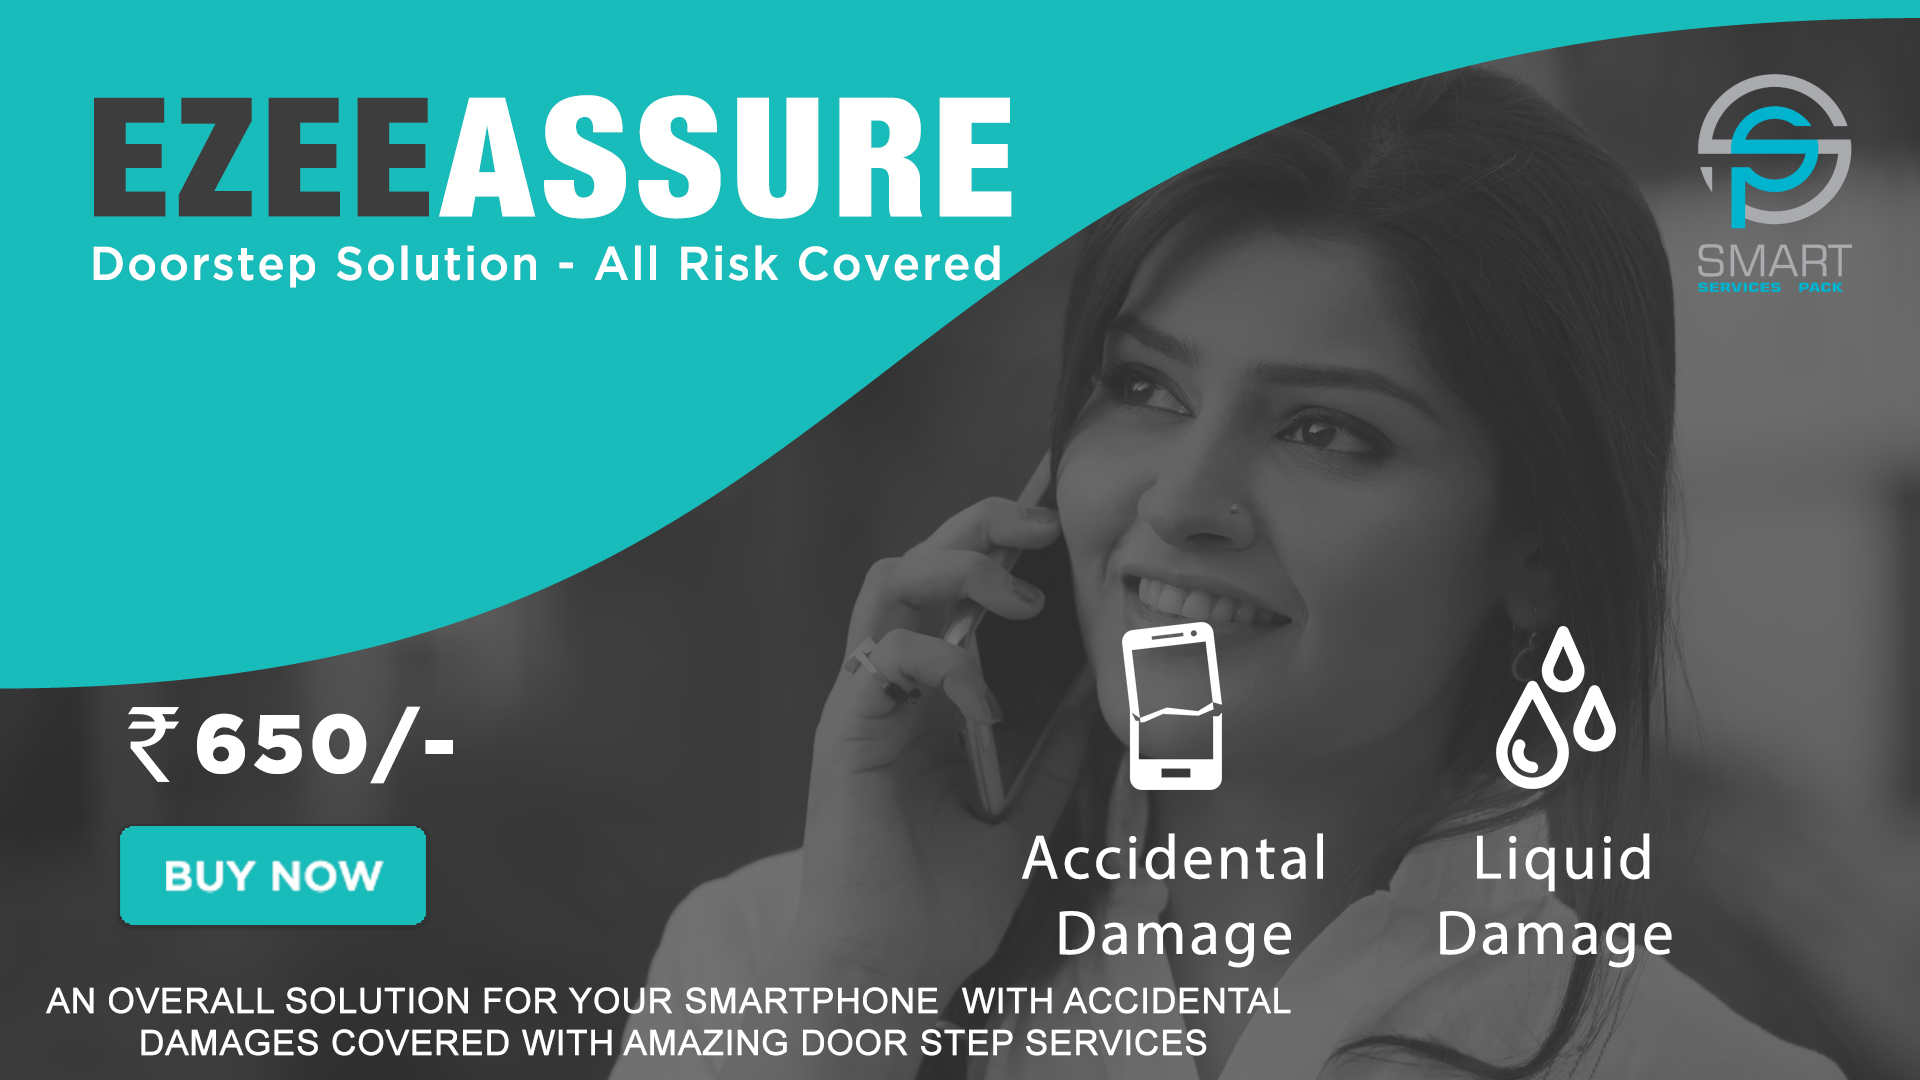 EZEEASSURE
Doorstep Solution - All Risk Covered
SMART
SERVICES PACK
₹650/-
BUY NOW
Accidental
Damage
Liquid
Damage
AN OVERALL SOLUTION FOR YOUR SMARTPHONE WITH ACCIDENTAL
DAMAGES COVERED WITH AMAZING DOOR STEP SERVICES